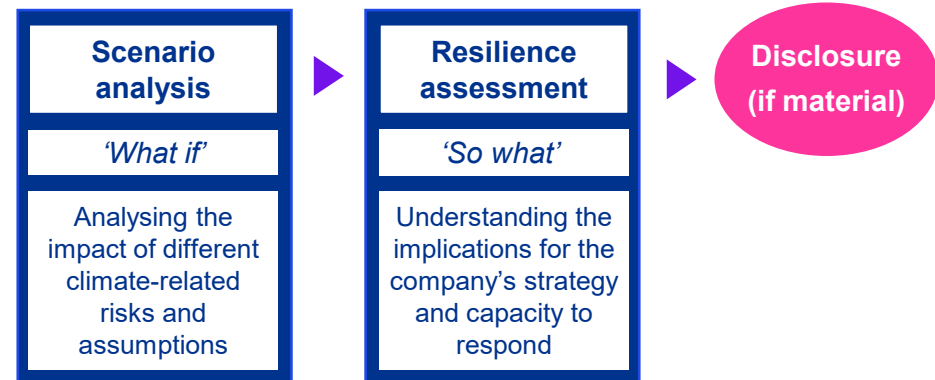 Scenario
analysis
'What if'
Analysing the
impact of different
climate-related
risks and
assumptions
Resilience
assessment
'So what'
Understanding the
implications for the
company's strategy
and capacity to
respond
Disclosure
(if material)